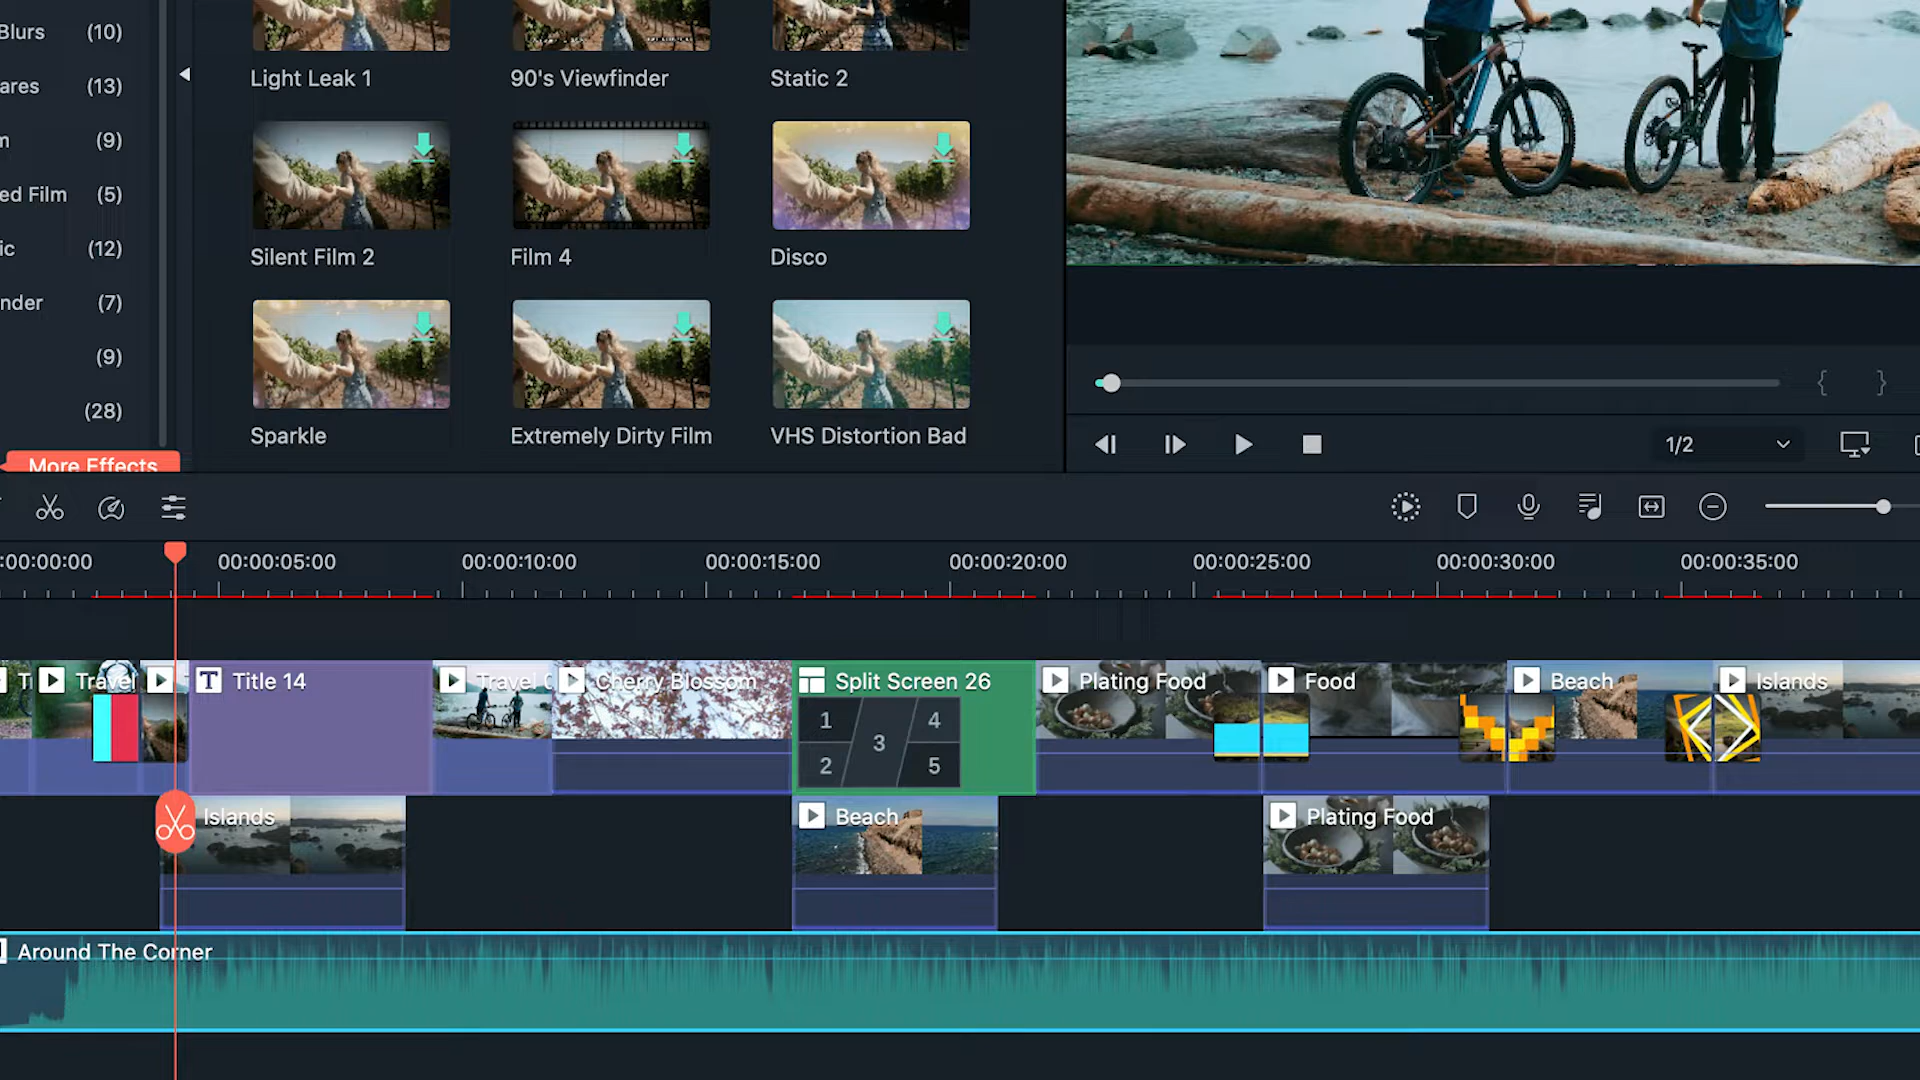 Blurs (10)
ares (13)
m (9)
ed Film (5)
ic (12)
nder (7)
(9)
(28)
More Effects
Light Leak 1
90's Viewfinder
Static 2
Silent Film 2
Film 4
Disco
Sparkle
Extremely Dirty Film
VHS Distortion Bad
{ }
1/2
:00:00:00
00:00:05:00
00:00:10:00
00:00:15:00
00:00:20:00
00:00:25:00
00:00:30:00
00:00:35:00
Travel
Title 14
Travel
Cherry Blossom
Split Screen 26
1
2
3
4
5
Plating Food
Food
Beach
Islands
Islands
Beach
Plating Food
Around The Corner